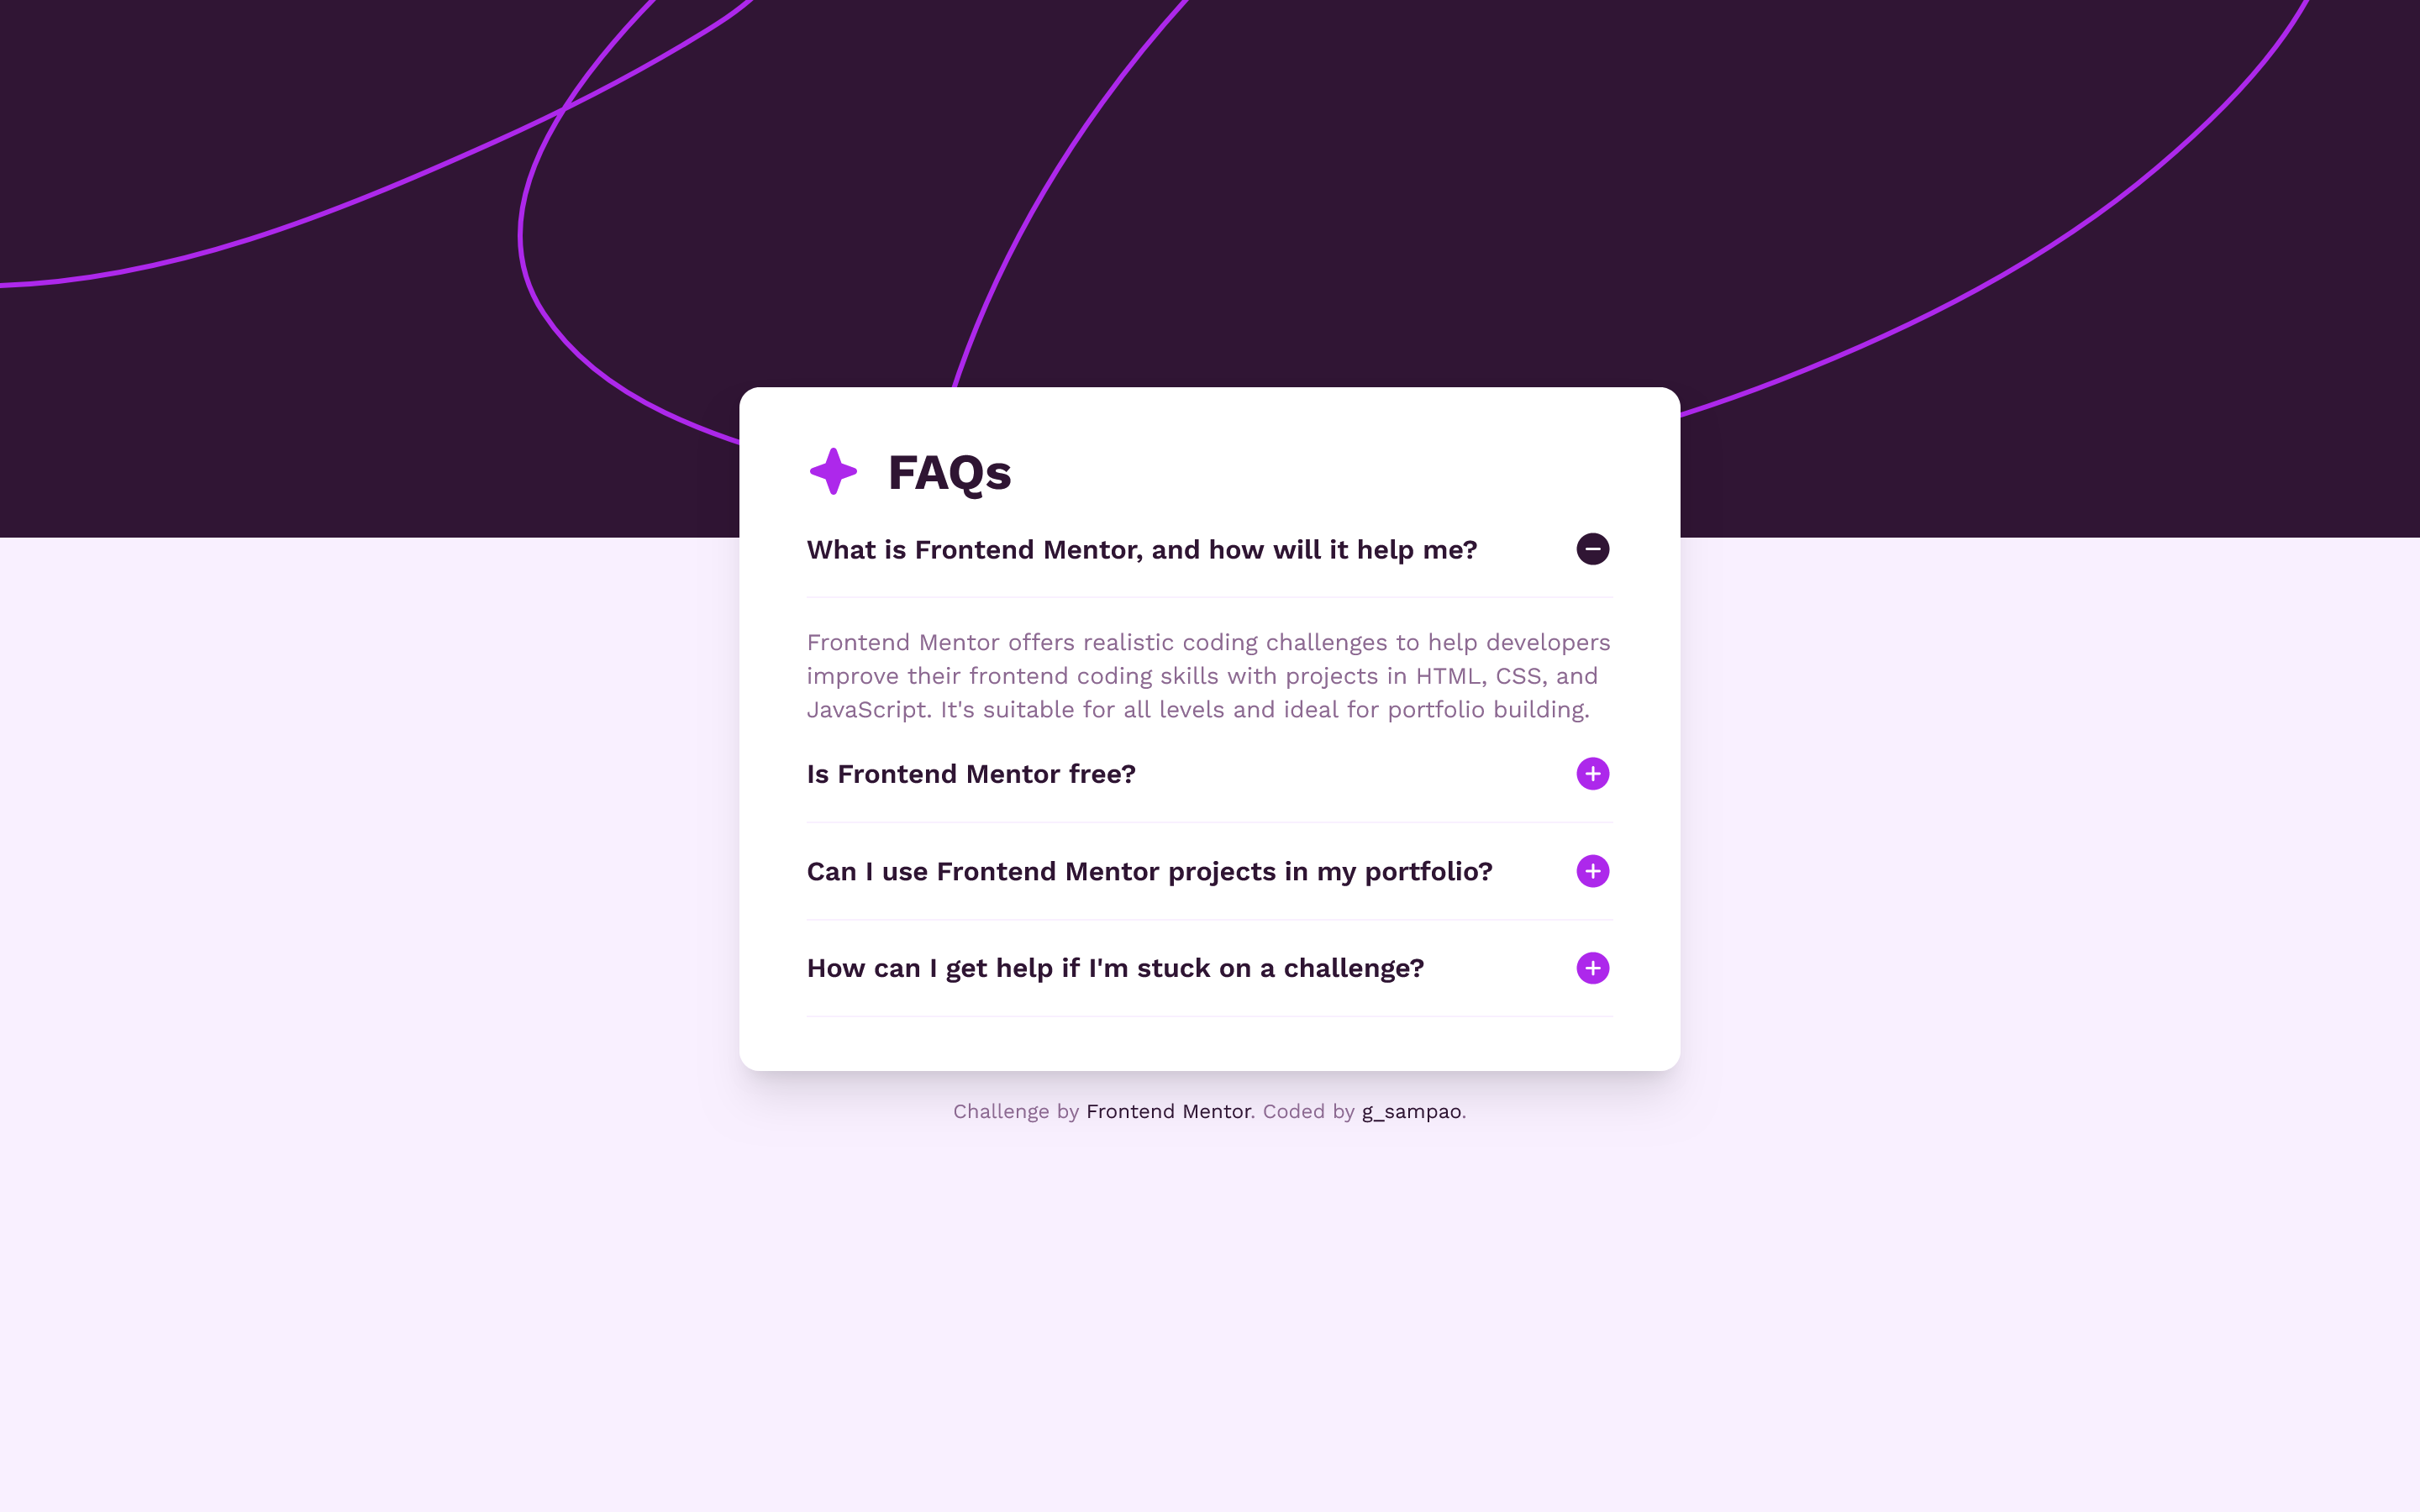 FAQs
What is Frontend Mentor, and how will it help me?
Frontend Mentor offers realistic coding challenges to help developers
improve their frontend coding skills with projects in HTML, CSS, and
JavaScript. It's suitable for all levels and ideal for portfolio building.
Is Frontend Mentor free?
Can I use Frontend Mentor projects in my portfolio?
How can I get help if I'm stuck on a challenge?
Challenge by Frontend Mentor. Coded by g_sampao.